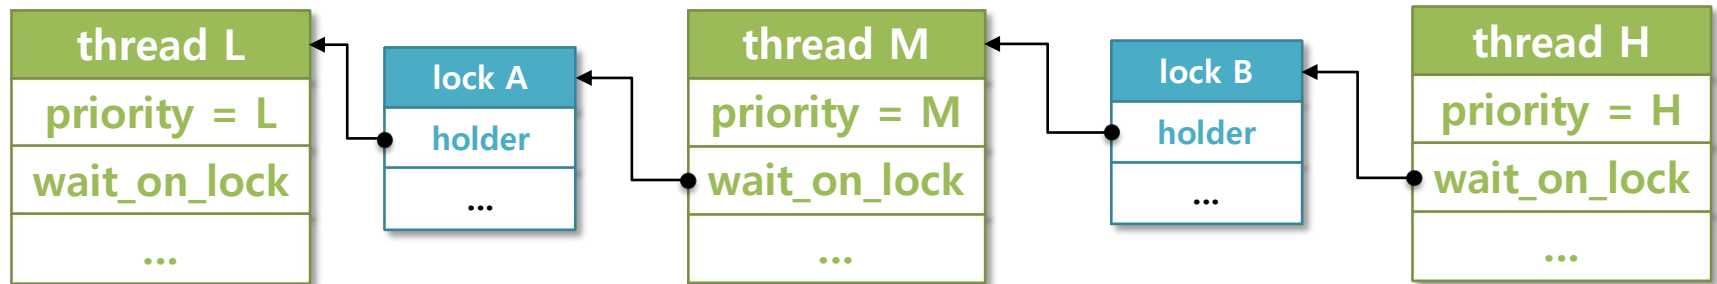 thread L
priority = L
wait_on_lock
...
lock A
holder
...
thread M
priority = M
wait_on_lock
...
lock B
holder
...
thread H
priority = H
wait_on_lock
...